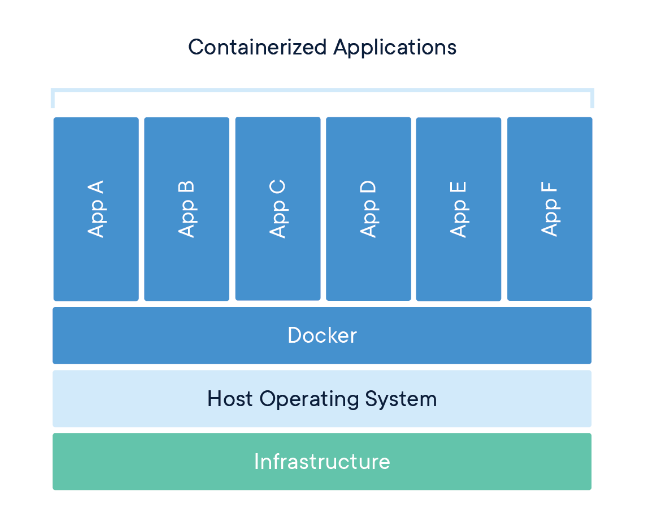 Containerized Applications
App A
App B
App C
App D
App E
App F
Docker
Host Operating System
Infrastructure